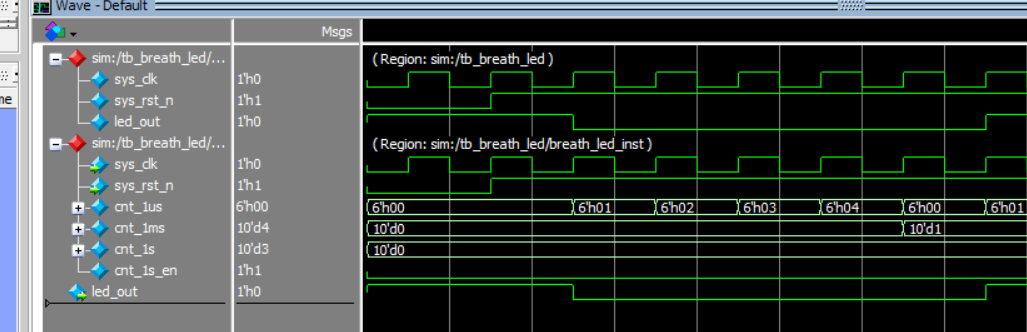 Wave - Default
Msgs
sim:/tb_breath_led/...
(Region: sim:/tb_breath_led )
sys_clk 1'h0
sys_rst_n 1'h1
led_out 1'h0
sim:/tb_breath_led/...
(Region: sim:/tb_breath_led/breath_led_inst )
sys_clk 1'h0
sys_rst_n 1'h1
cnt_1us 6'h00 6'h00 6'h01 6'h02 6'h03 6'h04 6'h00 6'h01
cnt_1ms 10'd4 10'd0 10'd1
cnt_1s 10'd3 10'd0
cnt_1s_en 1'h1
led_out 1'h0